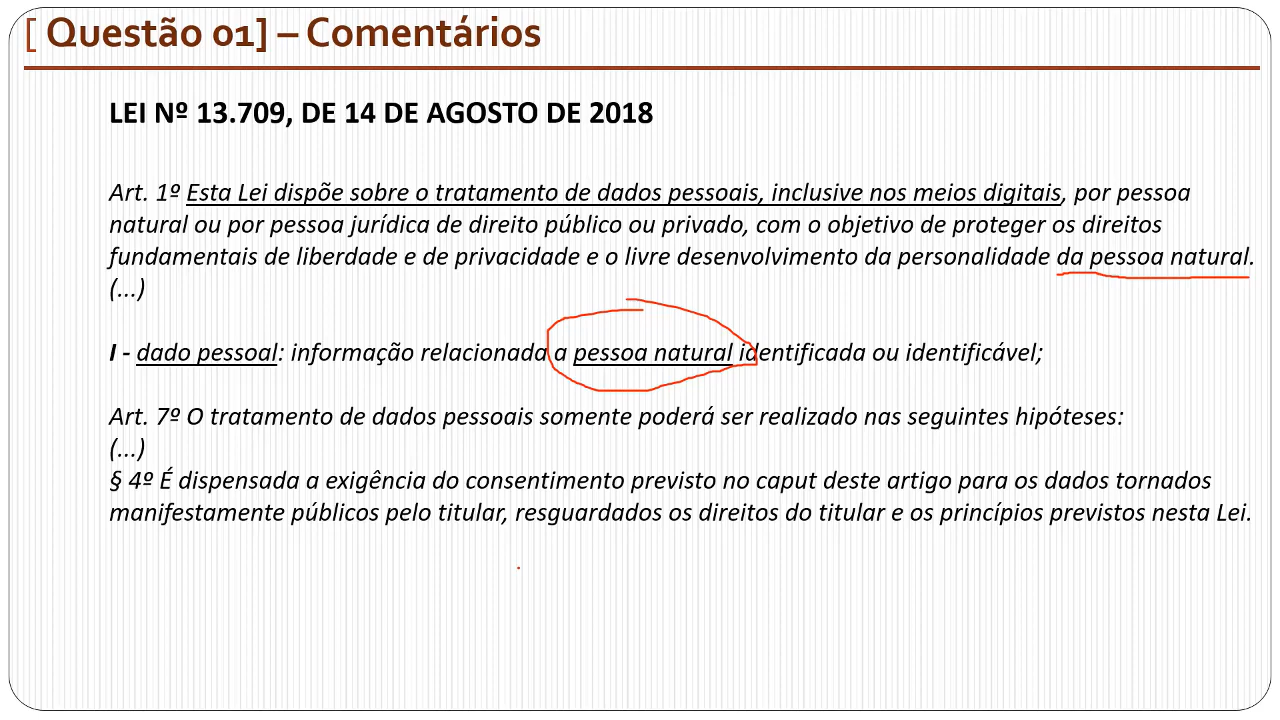 [ Questão 01] – Comentários
LEI Nº 13.709, DE 14 DE AGOSTO DE 2018
Art. 1º Esta Lei dispõe sobre o tratamento de dados pessoais, inclusive nos meios digitais, por pessoa
natural ou por pessoa jurídica de direito público ou privado, com o objetivo de proteger os direitos
fundamentais de liberdade e de privacidade e o livre desenvolvimento da personalidade da pessoa natural.
(...)
I - dado pessoal: informação relacionada a pessoa natural identificada ou identificável;
Art. 7º O tratamento de dados pessoais somente poderá ser realizado nas seguintes hipóteses:
(...)
§ 4º É dispensada a exigência do consentimento previsto no caput deste artigo para os dados tornados
manifestamente públicos pelo titular, resguardados os direitos do titular e os princípios previstos nesta Lei.